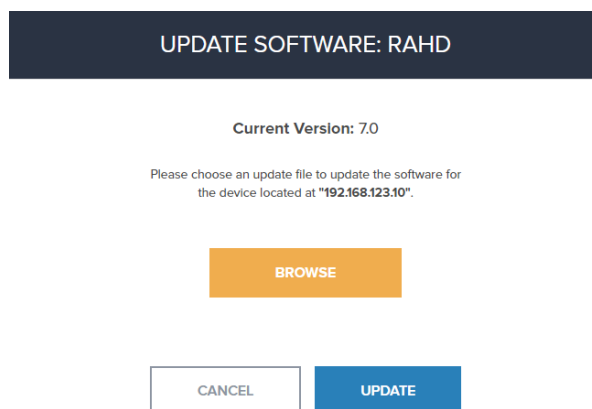 UPDATE SOFTWARE: RAHD
Current Version: 7.0
Please choose an update file to update the software for
the device located at "192.168.123.10".
BROWSE
CANCEL
UPDATE